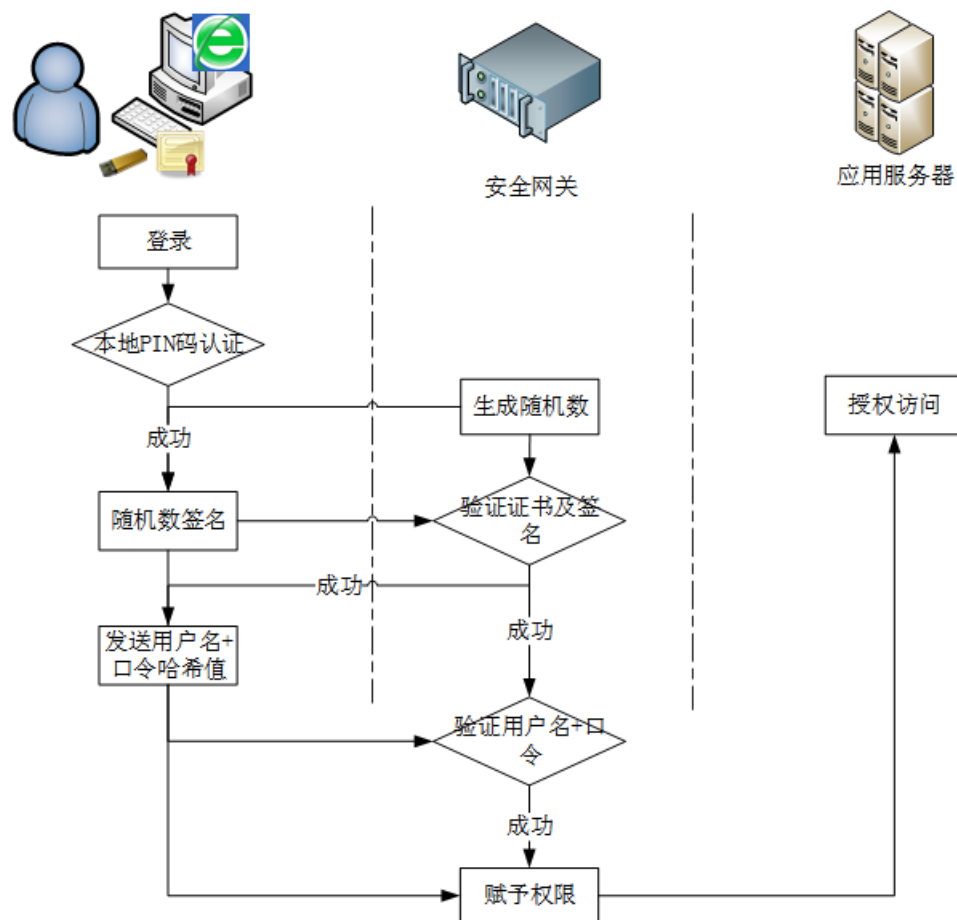 安全网关
应用服务器
登录
本地PIN码认证
生成随机数
授权访问
成功
随机数签名
验证证书及签
名
成功
成功
发送用户名+
口令哈希值
验证用户名+口
令
成功
赋予权限